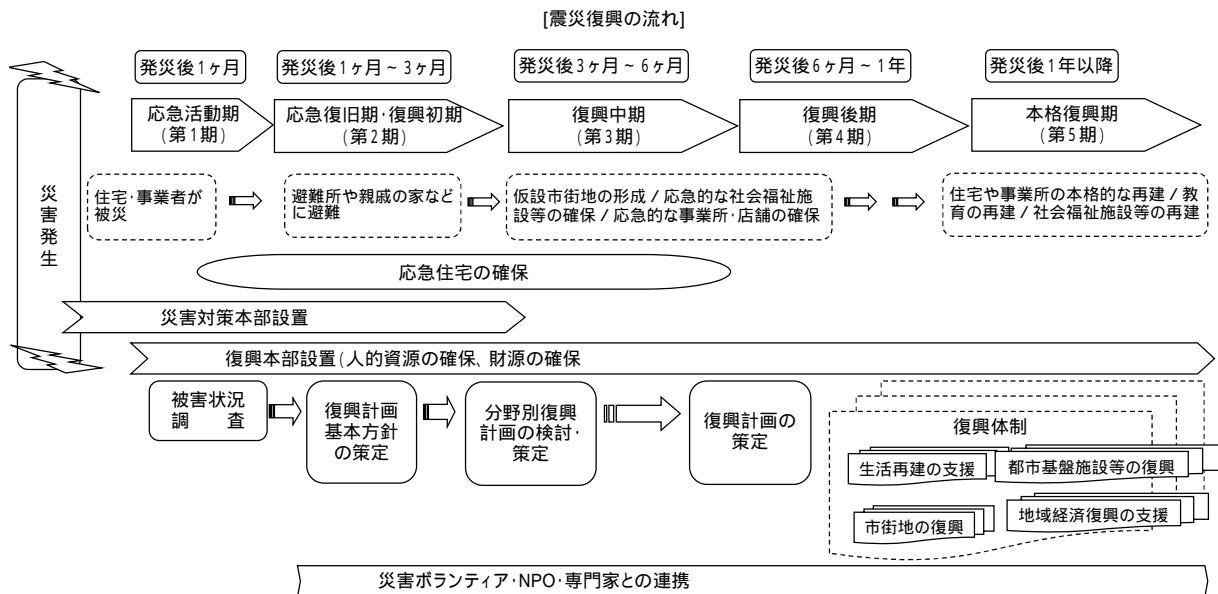 [震災復興の流れ]
発災後1ヶ月
発災後1ヶ月~3ヶ月
発災後3ヶ月~6ヶ月
発災後6ヶ月~1年
発災後1年以降
応急活動期
(第1期)
応急復旧期・復興初期
(第2期)
復興中期
(第3期)
復興後期
(第4期)
本格復興期
(第5期)
災害発生
住宅・事業者が
被災
避難所や親戚の家など
に避難
仮設市街地の形成/応急的な社会福祉施
設等の確保/応急的な事業所・店舗の確保
住宅や事業所の本格的な再建/教
育の再建/社会福祉施設等の再建
応急住宅の確保
災害対策本部設置
復興本部設置(人的資源の確保、財源の確保
被害状況
調 査
復興計画
基本方針
の策定
分野別復興
計画の検討・
策定
復興計画の
策定
復興体制
生活再建の支援
都市基盤施設等の復興
市街地の復興
地域経済復興の支援
災害ボランティア・NPO・専門家との連携